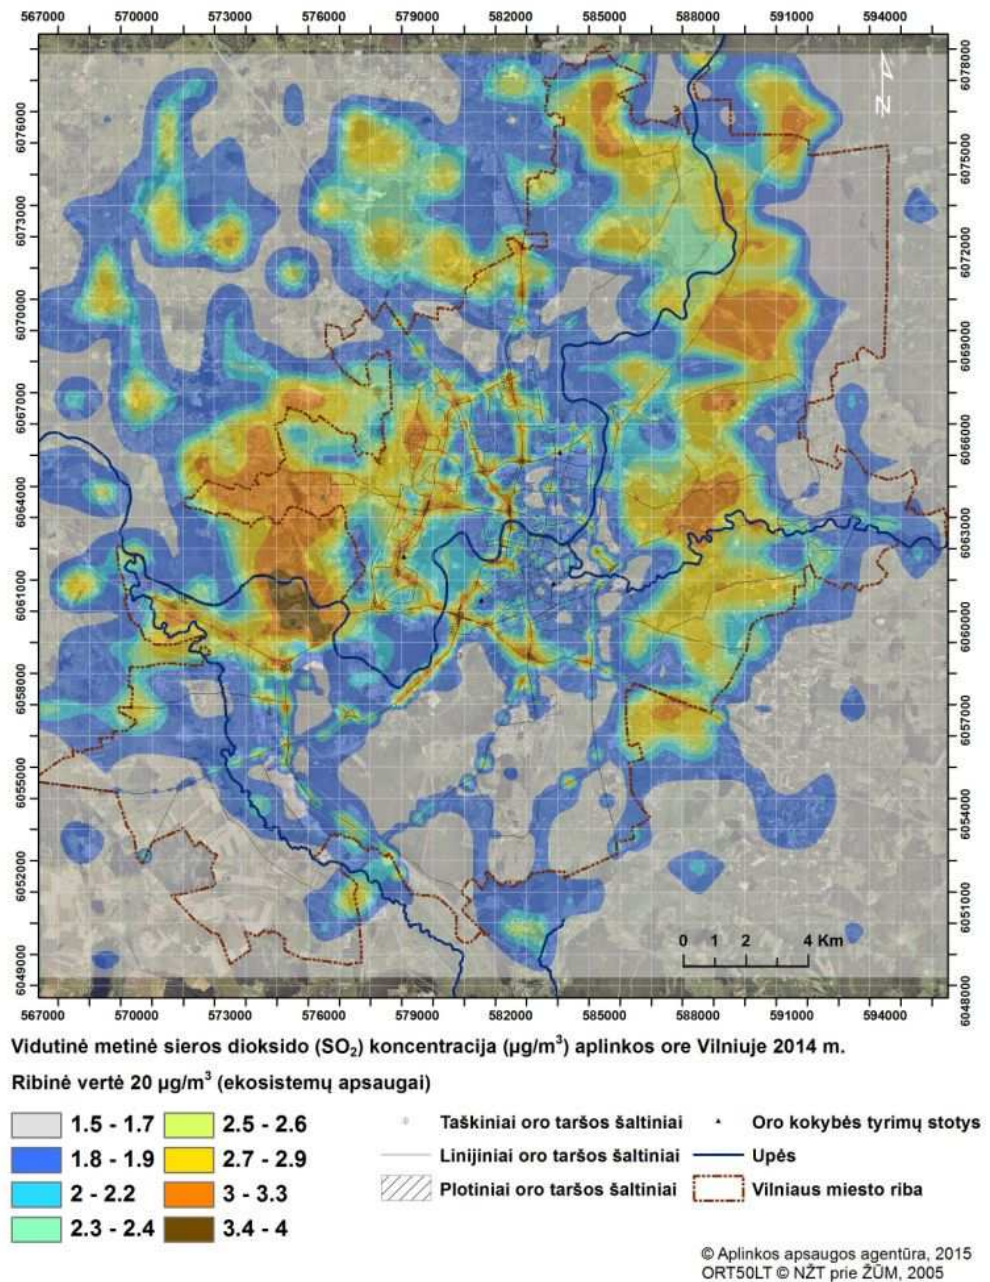 567000 570000 573000 576000 579000 582000 585000 588000 591000 594000
6078000
6076000
6075000
6073000
6072000
6070000
6069000
6067000
6066000
6064000
6063000
6061000
6060000
6058000
6057000
6055000
6054000
6052000
6051000
6049000
6048000
N
0 1 2 4 Km
567000 570000 573000 576000 579000 582000 585000 588000 591000 594000
Vidutinė metinė sieros dioksido (SO₂) koncentracija (µg/m³) aplinkos ore Vilniuje 2014 m.
Ribinė vertė 20 µg/m³ (ekosistemų apsaugai)
1.5 - 1.7
1.8 - 1.9
2 - 2.2
2.3 - 2.4
2.5 - 2.6
2.7 - 2.9
3 - 3.3
3.4 - 4
Taškiniai oro taršos šaltiniai
Linijiniai oro taršos šaltiniai
Plotiniai oro taršos šaltiniai
Oro kokybės tyrimų stotys
Upės
Vilniaus miesto riba
© Aplinkos apsaugos agentūra, 2015
ORT50LT © NŽT prie ŽŪM, 2005